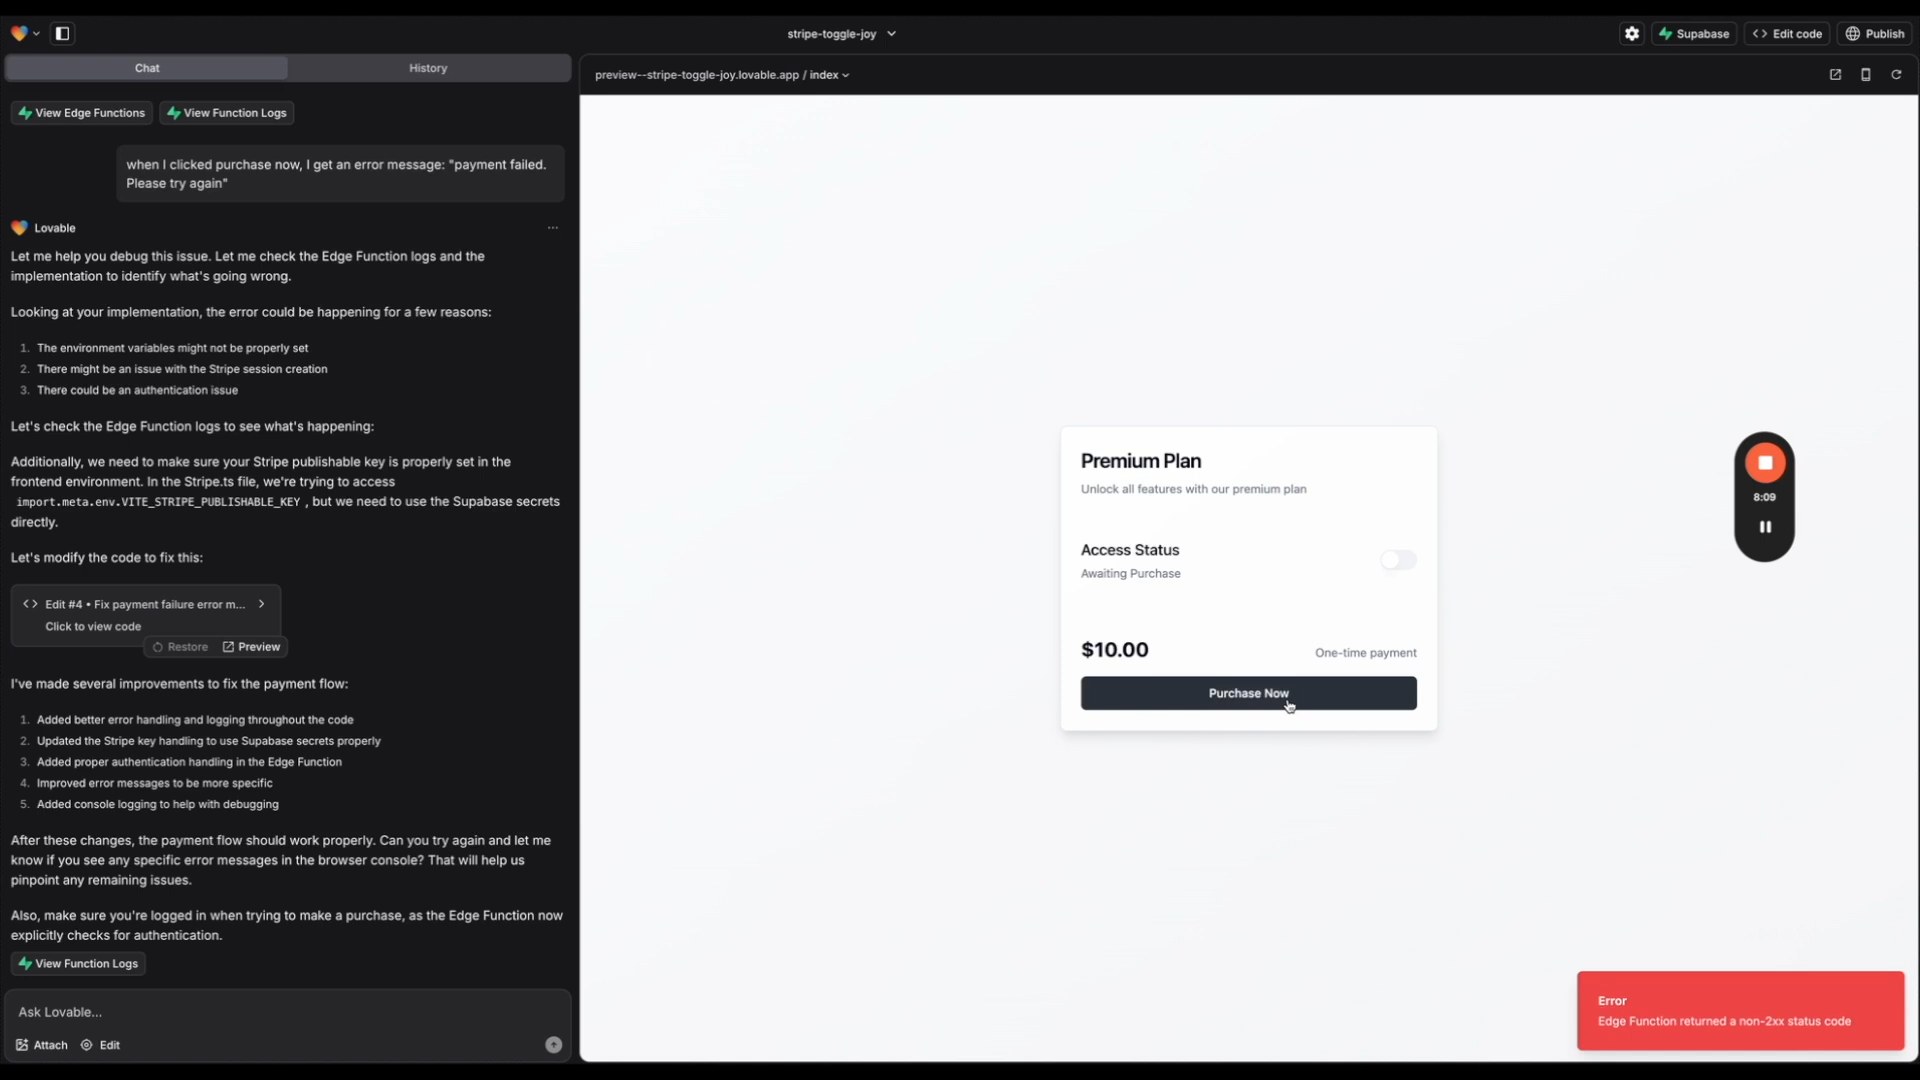 stripe-toggle-joy
Supabase
Edit code
Publish
Chat
History
preview--stripe-toggle-joy.lovable.app / index
View Edge Functions
View Function Logs
when I clicked purchase now, I get an error message: "payment failed.
Please try again"
Lovable
Let me help you debug this issue. Let me check the Edge Function logs and the
implementation to identify what's going wrong.
Looking at your implementation, the error could be happening for a few reasons:
1. The environment variables might not be properly set
2. There might be an issue with the Stripe session creation
3. There could be an authentication issue
Let's check the Edge Function logs to see what's happening:
Additionally, we need to make sure your Stripe publishable key is properly set in the
frontend environment. In the Stripe.ts file, we're trying to access
import.meta.env.VITE_STRIPE_PUBLISHABLE_KEY , but we need to use the Supabase secrets
directly.
Let's modify the code to fix this:
Edit #4 • Fix payment failure error m...
Click to view code
Restore
Preview
I've made several improvements to fix the payment flow:
1. Added better error handling and logging throughout the code
2. Updated the Stripe key handling to use Supabase secrets properly
3. Added proper authentication handling in the Edge Function
4. Improved error messages to be more specific
5. Added console logging to help with debugging
After these changes, the payment flow should work properly. Can you try again and let me
know if you see any specific error messages in the browser console? That will help us
pinpoint any remaining issues.
Also, make sure you're logged in when trying to make a purchase, as the Edge Function now
explicitly checks for authentication.
View Function Logs
Ask Lovable...
Attach
Edit
Premium Plan
Unlock all features with our premium plan
Access Status
Awaiting Purchase
$10.00
One-time payment
Purchase Now
8:09
Error
Edge Function returned a non-2xx status code